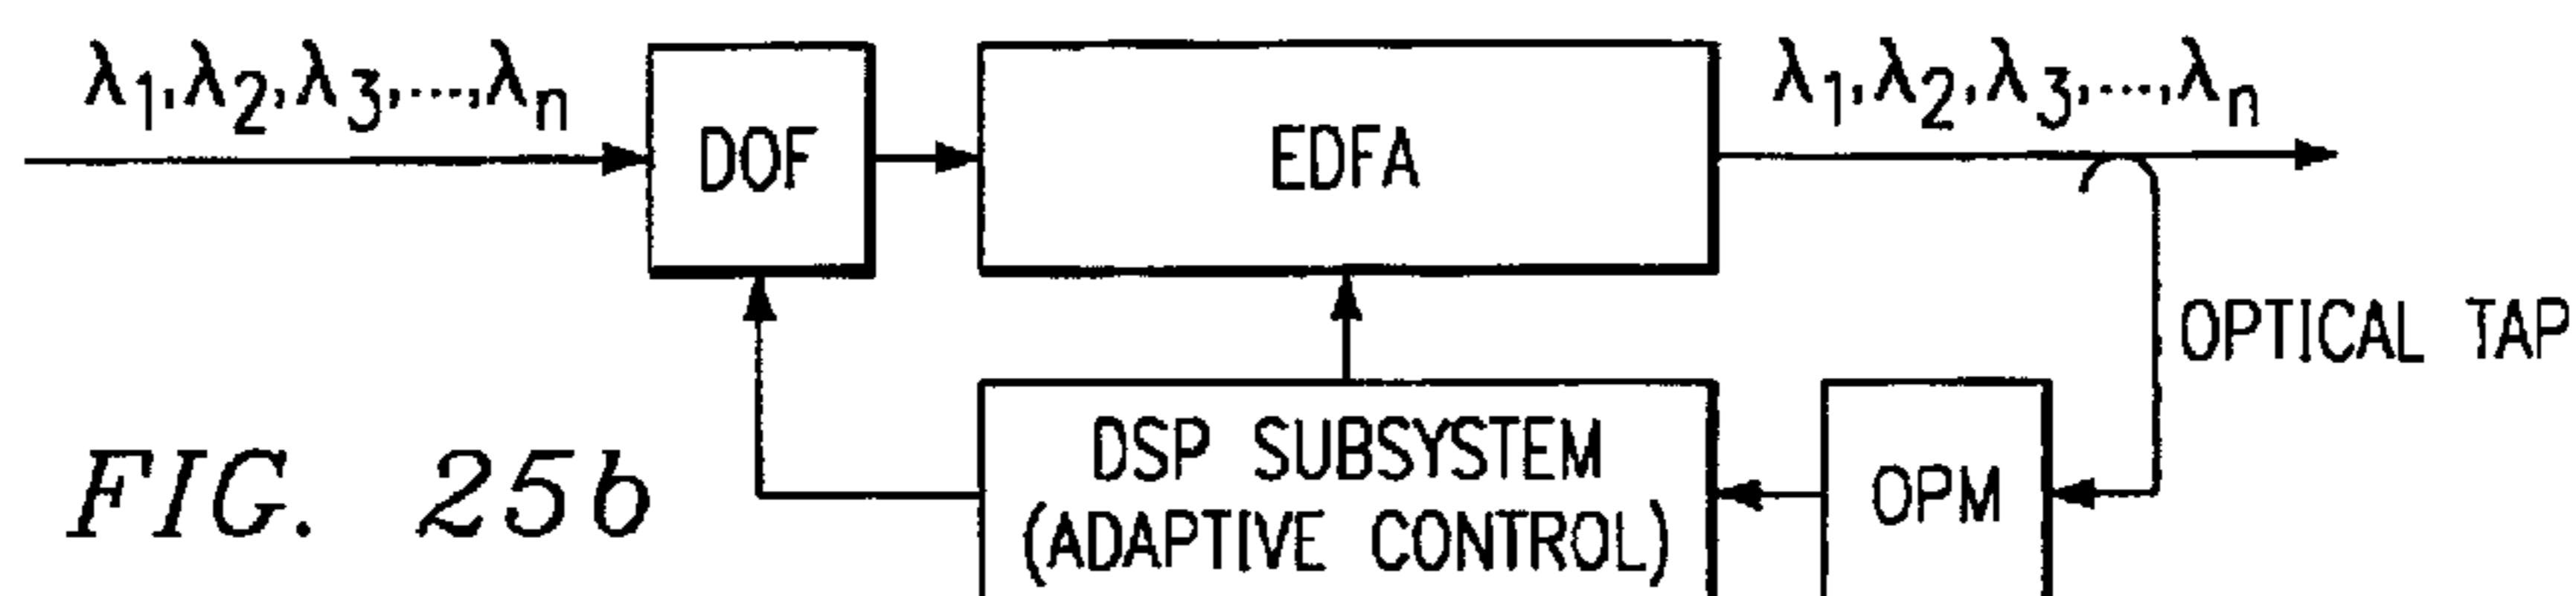 λ1,λ2,λ3,...,λn
DOF
EDFA
λ1,λ2,λ3,...,λn
OPTICAL TAP
DSP SUBSYSTEM
(ADAPTIVE CONTROL)
OPM
FIG. 25b